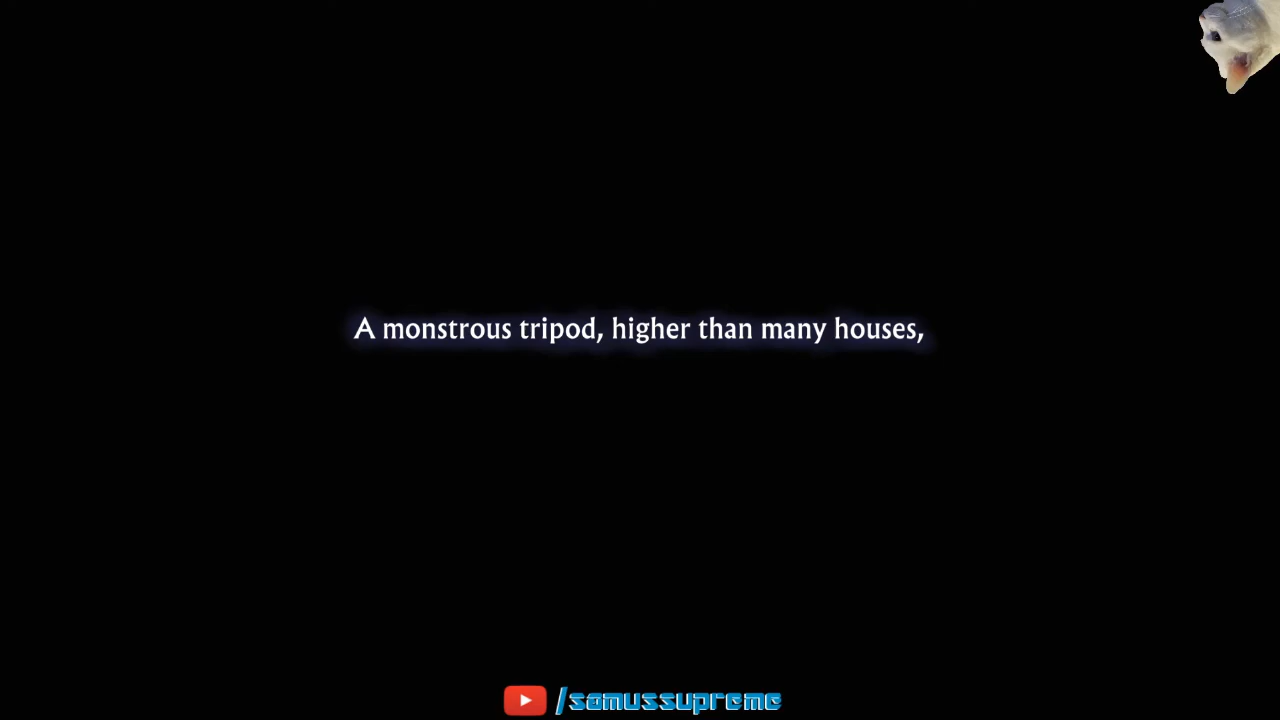 A monstrous tripod, higher than many houses,
/samussupreme